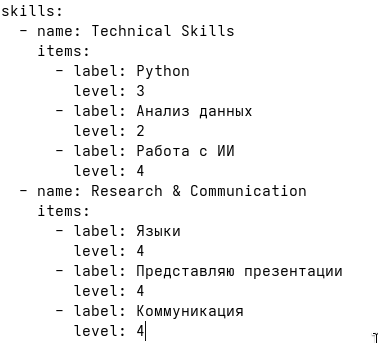 skills:
  - name: Technical Skills
    items:
      - label: Python
        level: 3
      - label: Анализ данных
        level: 2
      - label: Работа с ИИ
        level: 4
  - name: Research & Communication
    items:
      - label: Языки
        level: 4
      - label: Представляю презентации
        level: 4
      - label: Коммуникация
        level: 4